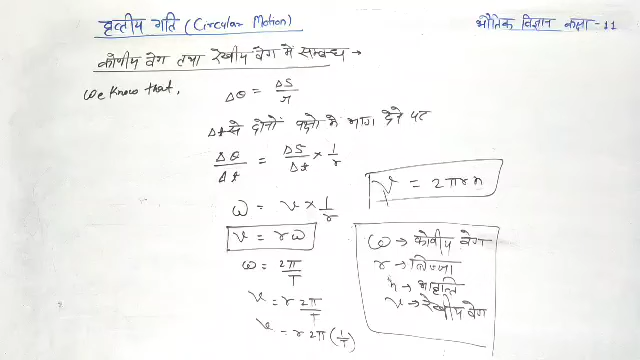 वृत्तीय गति (Circular Motion)
भौतिक विज्ञान कक्षा - 11
कोणीय वेग तथा रेखीय वेग में सम्बन्ध →
We know that,
Δθ = ΔS/r
Δt से दोनों पक्षो में भाग देने पर
Δθ/Δt = ΔS/Δt × 1/r
ω = v × 1/r
v = rω
ω = 2π/T
v = r 2π/T
v = r 2π (1/T)
v = 2πrn
ω → कोणीय वेग
r → त्रिज्या
n → आवृत्ति
v → रेखीय वेग